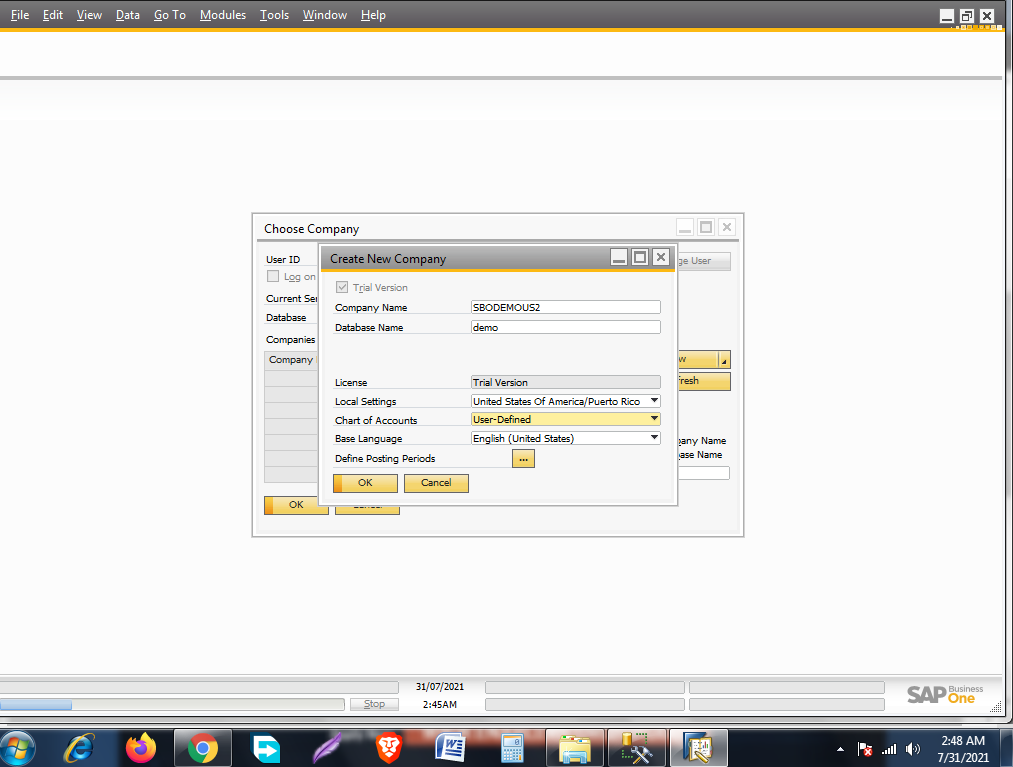 File Edit View Data Go To Modules Tools Window Help
Choose Company
User ID
ge User
Log on
Current Ser
Database
Companies
Company
w
fresh
pany Name
base Name
OK
Create New Company
Trial Version
Company Name SBODEMOUS2
Database Name demo
License Trial Version
Local Settings United States Of America/Puerto Rico
Chart of Accounts User-Defined
Base Language English (United States)
Define Posting Periods ...
OK Cancel
31/07/2021
Stop 2:45AM
SAP Business One
2:48 AM
7/31/2021